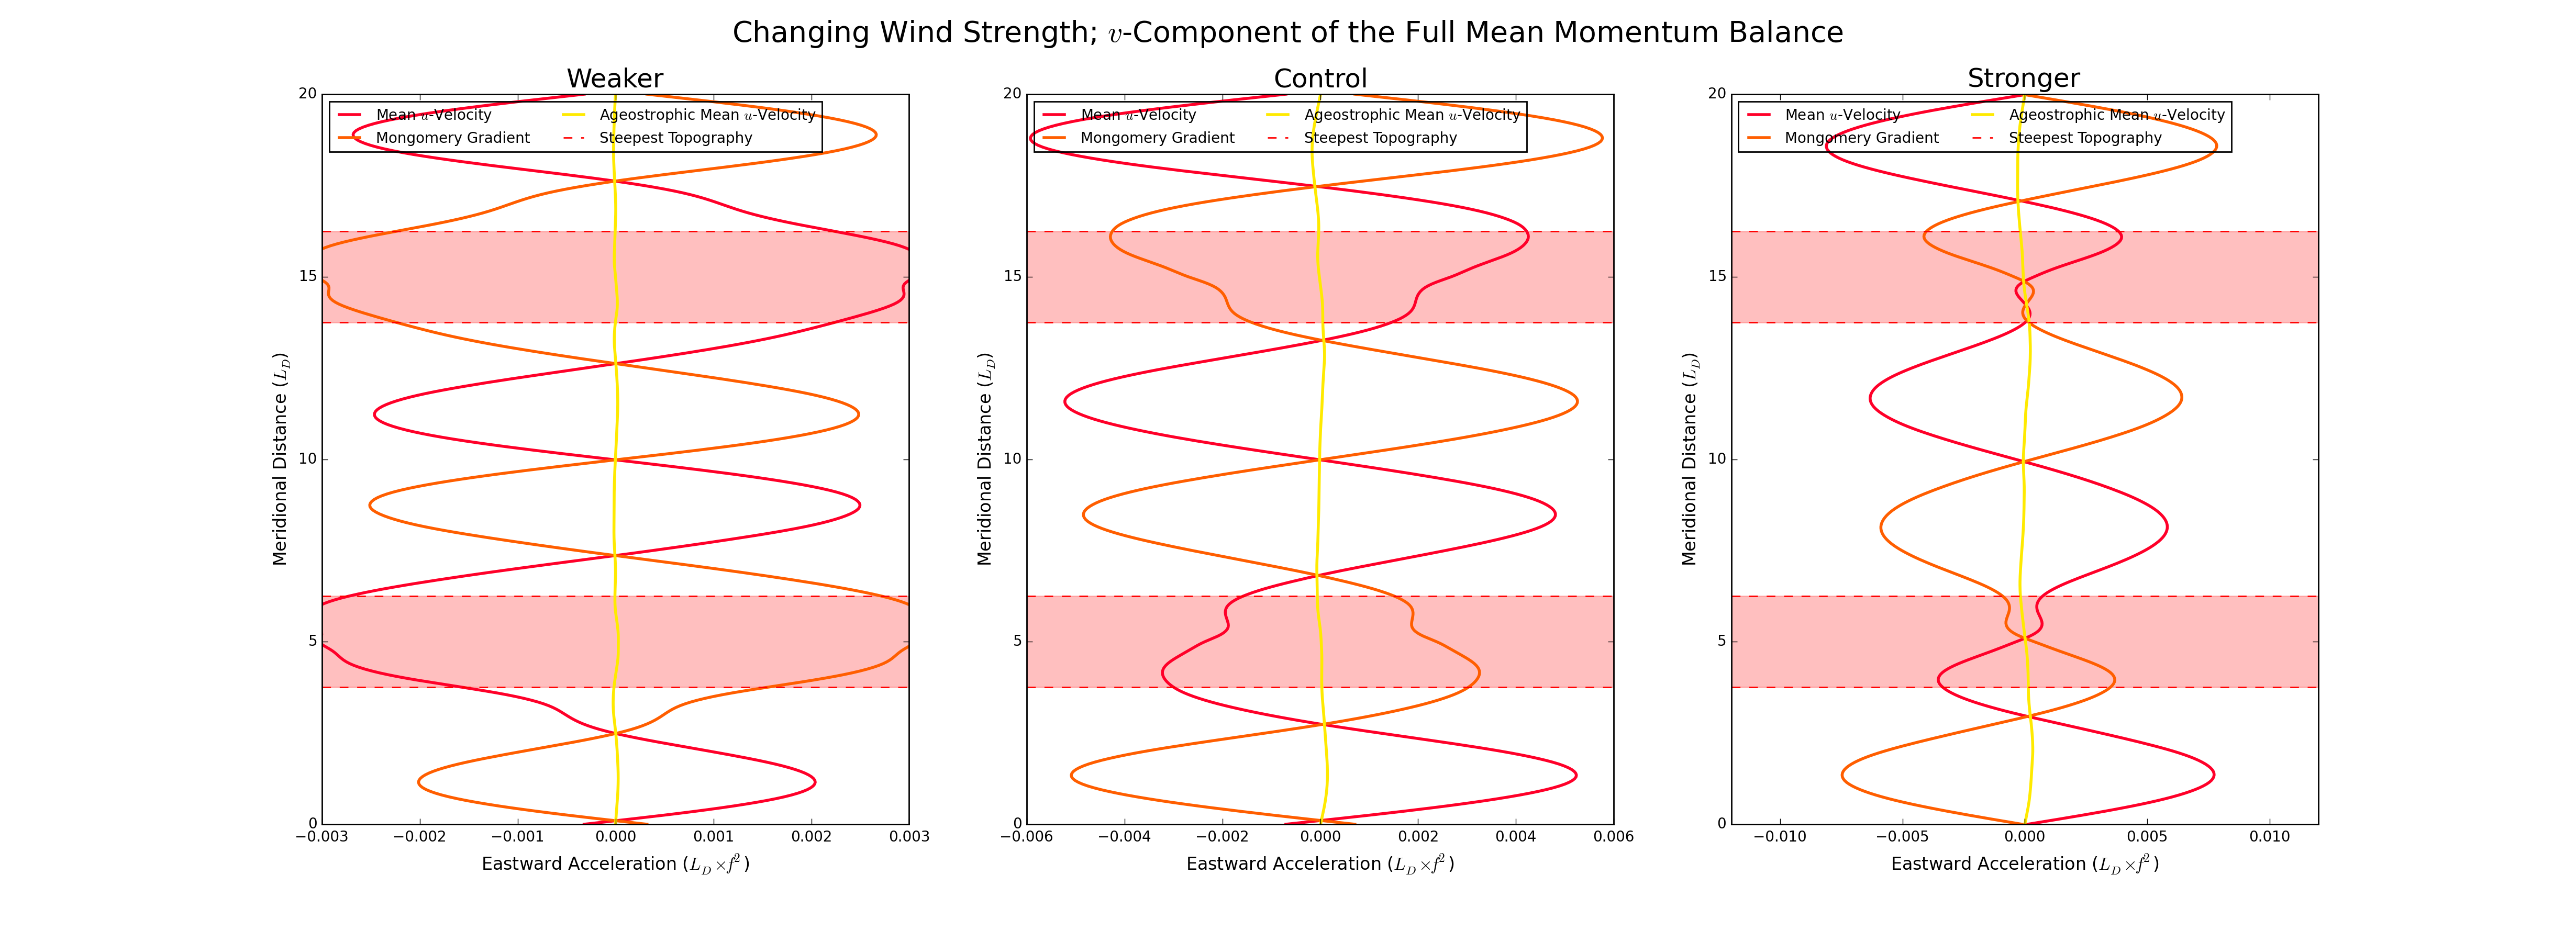 Changing Wind Strength; v-Component of the Full Mean Momentum Balance
Weaker
Mean u-Velocity
Mongomery Gradient
Ageostrophic Mean u-Velocity
Steepest Topography
20
15
10
5
0
Meridional Distance (L_D)
−0.003 −0.002 −0.001 0.000 0.001 0.002 0.003
Eastward Acceleration (L_D×f²)
Control
Mean u-Velocity
Mongomery Gradient
Ageostrophic Mean u-Velocity
Steepest Topography
20
15
10
5
0
Meridional Distance (L_D)
−0.006 −0.004 −0.002 0.000 0.002 0.004 0.006
Eastward Acceleration (L_D×f²)
Stronger
Mean u-Velocity
Mongomery Gradient
Ageostrophic Mean u-Velocity
Steepest Topography
20
15
10
5
0
Meridional Distance (L_D)
−0.010 −0.005 0.000 0.005 0.010
Eastward Acceleration (L_D×f²)